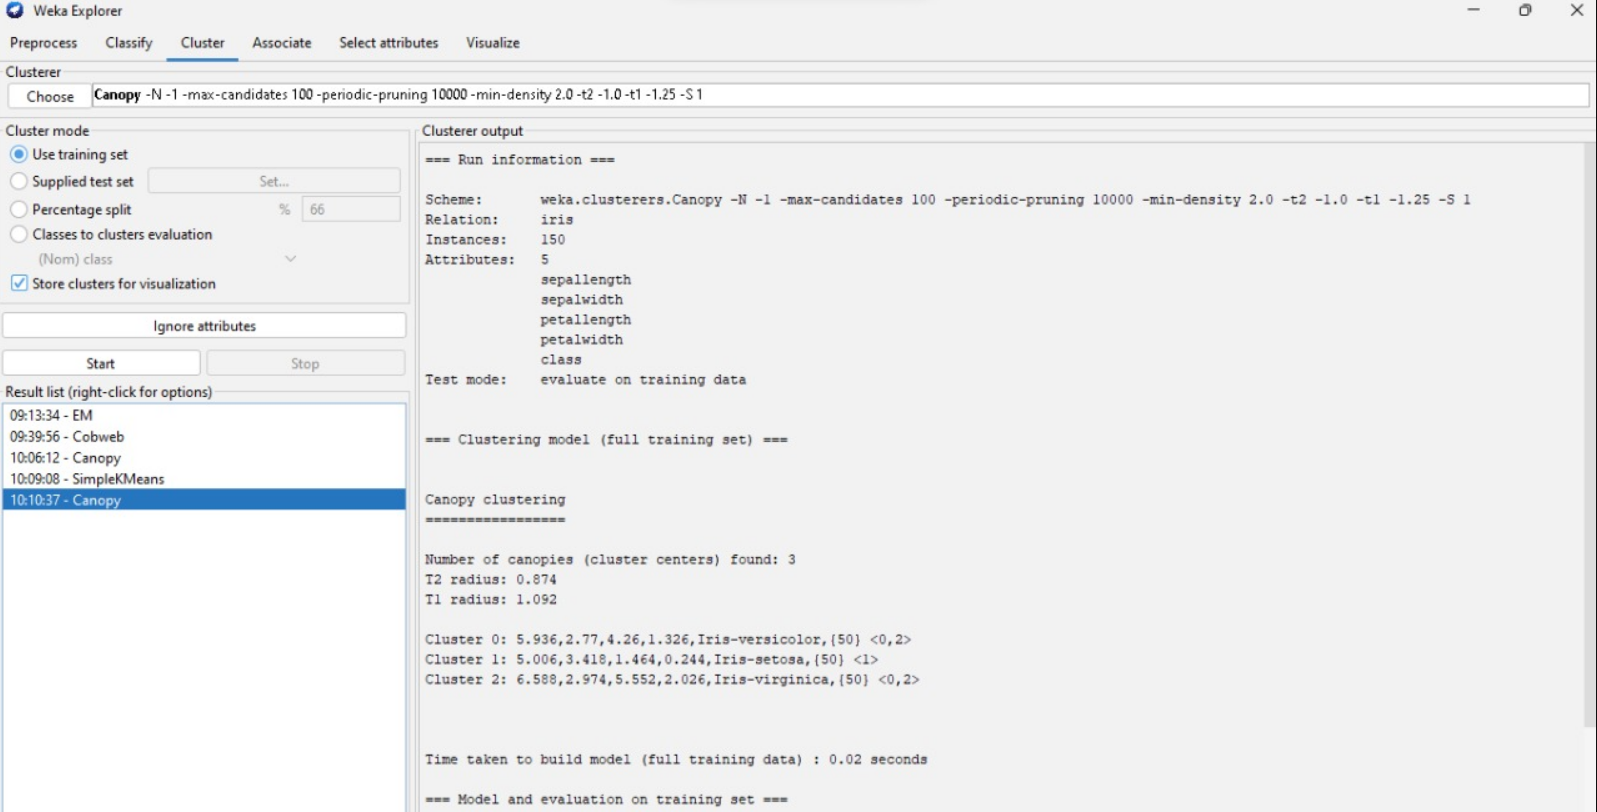 Weka Explorer
Preprocess Classify Cluster Associate Select attributes Visualize
Clusterer
Choose Canopy -N -1 -max-candidates 100 -periodic-pruning 10000 -min-density 2.0 -t2 -1.0 -t1 -1.25 -S 1
Cluster mode
Use training set
Supplied test set Set...
Percentage split % 66
Classes to clusters evaluation
(Nom) class
Store clusters for visualization
Ignore attributes
Start Stop
Result list (right-click for options)
09:13:34 - EM
09:39:56 - Cobweb
10:06:12 - Canopy
10:09:08 - SimpleKMeans
10:10:37 - Canopy
Clusterer output
=== Run information ===
Scheme: weka.clusterers.Canopy -N -1 -max-candidates 100 -periodic-pruning 10000 -min-density 2.0 -t2 -1.0 -t1 -1.25 -S 1
Relation: iris
Instances: 150
Attributes: 5
sepallength
sepalwidth
petallength
petalwidth
class
Test mode: evaluate on training data
=== Clustering model (full training set) ===
Canopy clustering
=================
Number of canopies (cluster centers) found: 3
T2 radius: 0.874
T1 radius: 1.092
Cluster 0: 5.936,2.77,4.26,1.326,Iris-versicolor,{50} <0,2>
Cluster 1: 5.006,3.418,1.464,0.244,Iris-setosa,{50} <1>
Cluster 2: 6.588,2.974,5.552,2.026,Iris-virginica,{50} <0,2>
Time taken to build model (full training data) : 0.02 seconds
=== Model and evaluation on training set ===